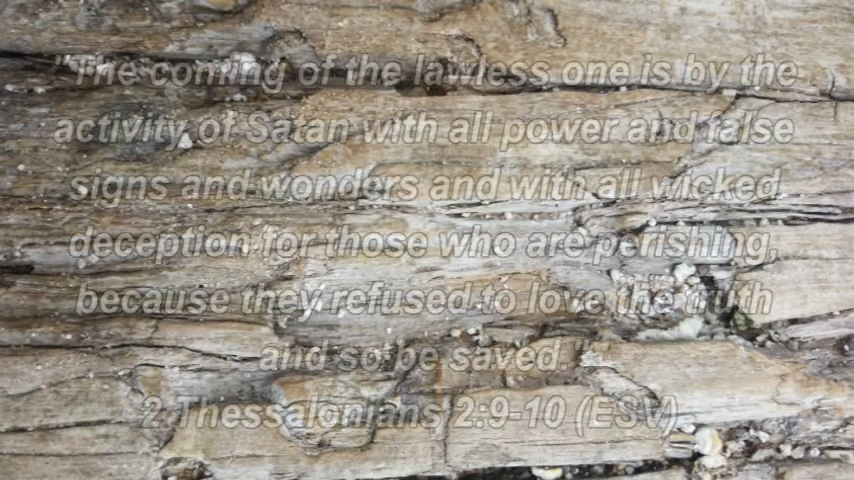 "The coming of the lawless one is by the
activity of Satan with all power and false
signs and wonders and with all wicked
deception for those who are perishing,
because they refused to love the truth
and so be saved."
2 Thessalonians 2:9-10 (ESV)